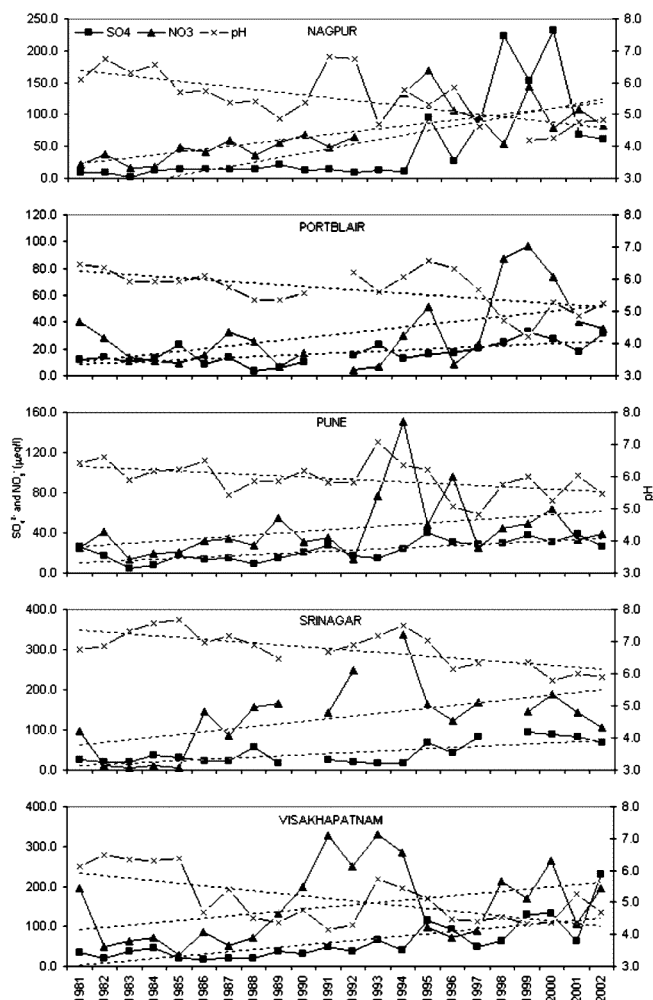 SO4 NO3 pH
NAGPUR
250.0 200.0 150.0 100.0 50.0 0.0
8.0 7.0 6.0 5.0 4.0 3.0
PORTBLAIR
120.0 100.0 80.0 60.0 40.0 20.0 0.0
8.0 7.0 6.0 5.0 4.0 3.0
PUNE
160.0 120.0 80.0 40.0 0.0
8.0 7.0 6.0 5.0 4.0 3.0
SO₄²⁻ and NO₃⁻ (µeq/l)
pH
SRINAGAR
400.0 300.0 200.0 100.0 0.0
8.0 7.0 6.0 5.0 4.0 3.0
VISAKHAPATNAM
400.0 300.0 200.0 100.0 0.0
8.0 7.0 6.0 5.0 4.0 3.0
1981 1982 1983 1984 1985 1986 1987 1988 1989 1990 1991 1992 1993 1994 1995 1996 1997 1998 1999 2000 2001 2002